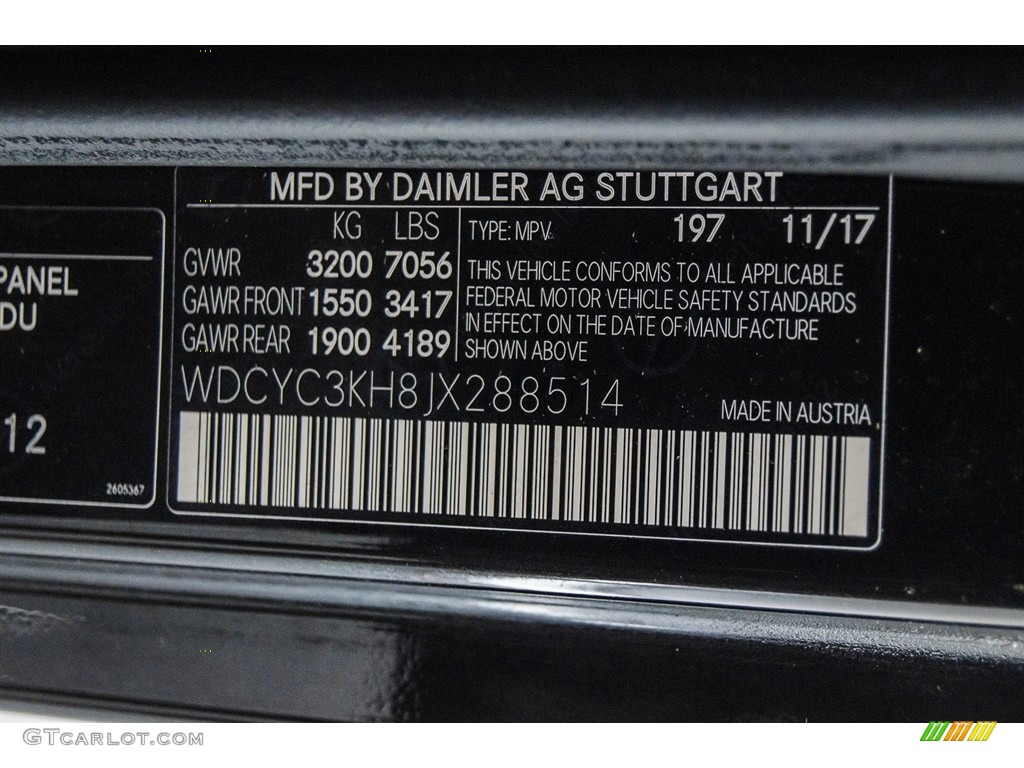 MFD BY DAIMLER AG STUTTGART
KG LBS
TYPE: MPV 197 11/17
GVWR 3200 7056
GAWR FRONT 1550 3417
GAWR REAR 1900 4189
THIS VEHICLE CONFORMS TO ALL APPLICABLE
FEDERAL MOTOR VEHICLE SAFETY STANDARDS
IN EFFECT ON THE DATE OF MANUFACTURE
SHOWN ABOVE
WDCYC3KH8JX288514
MADE IN AUSTRIA
PANEL
DU
12
2605367
GTCARLOT.COM